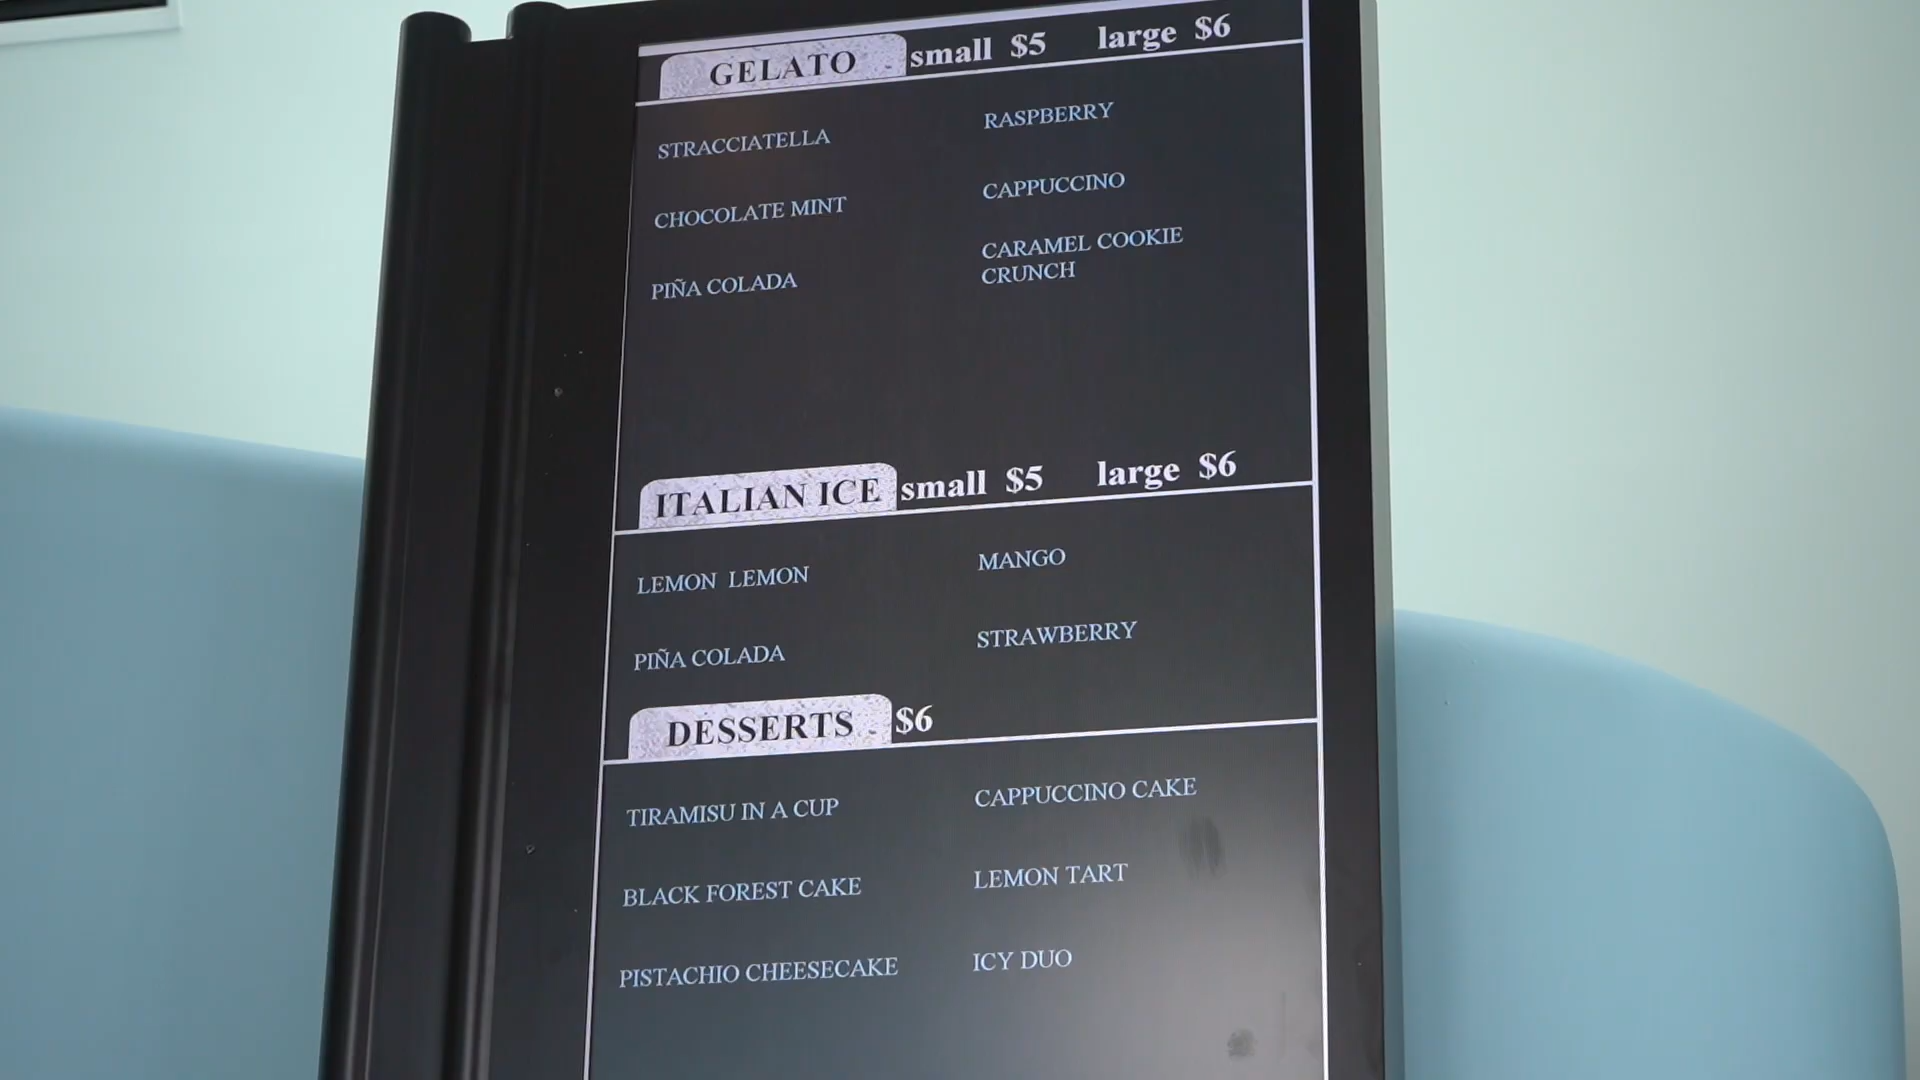 GELATO small $5 large $6
STRACCIATELLA
RASPBERRY
CHOCOLATE MINT
CAPPUCCINO
PIÑA COLADA
CARAMEL COOKIE
CRUNCH
ITALIAN ICE small $5 large $6
LEMON LEMON
MANGO
PIÑA COLADA
STRAWBERRY
DESSERTS $6
TIRAMISU IN A CUP
CAPPUCCINO CAKE
BLACK FOREST CAKE
LEMON TART
PISTACHIO CHEESECAKE
ICY DUO